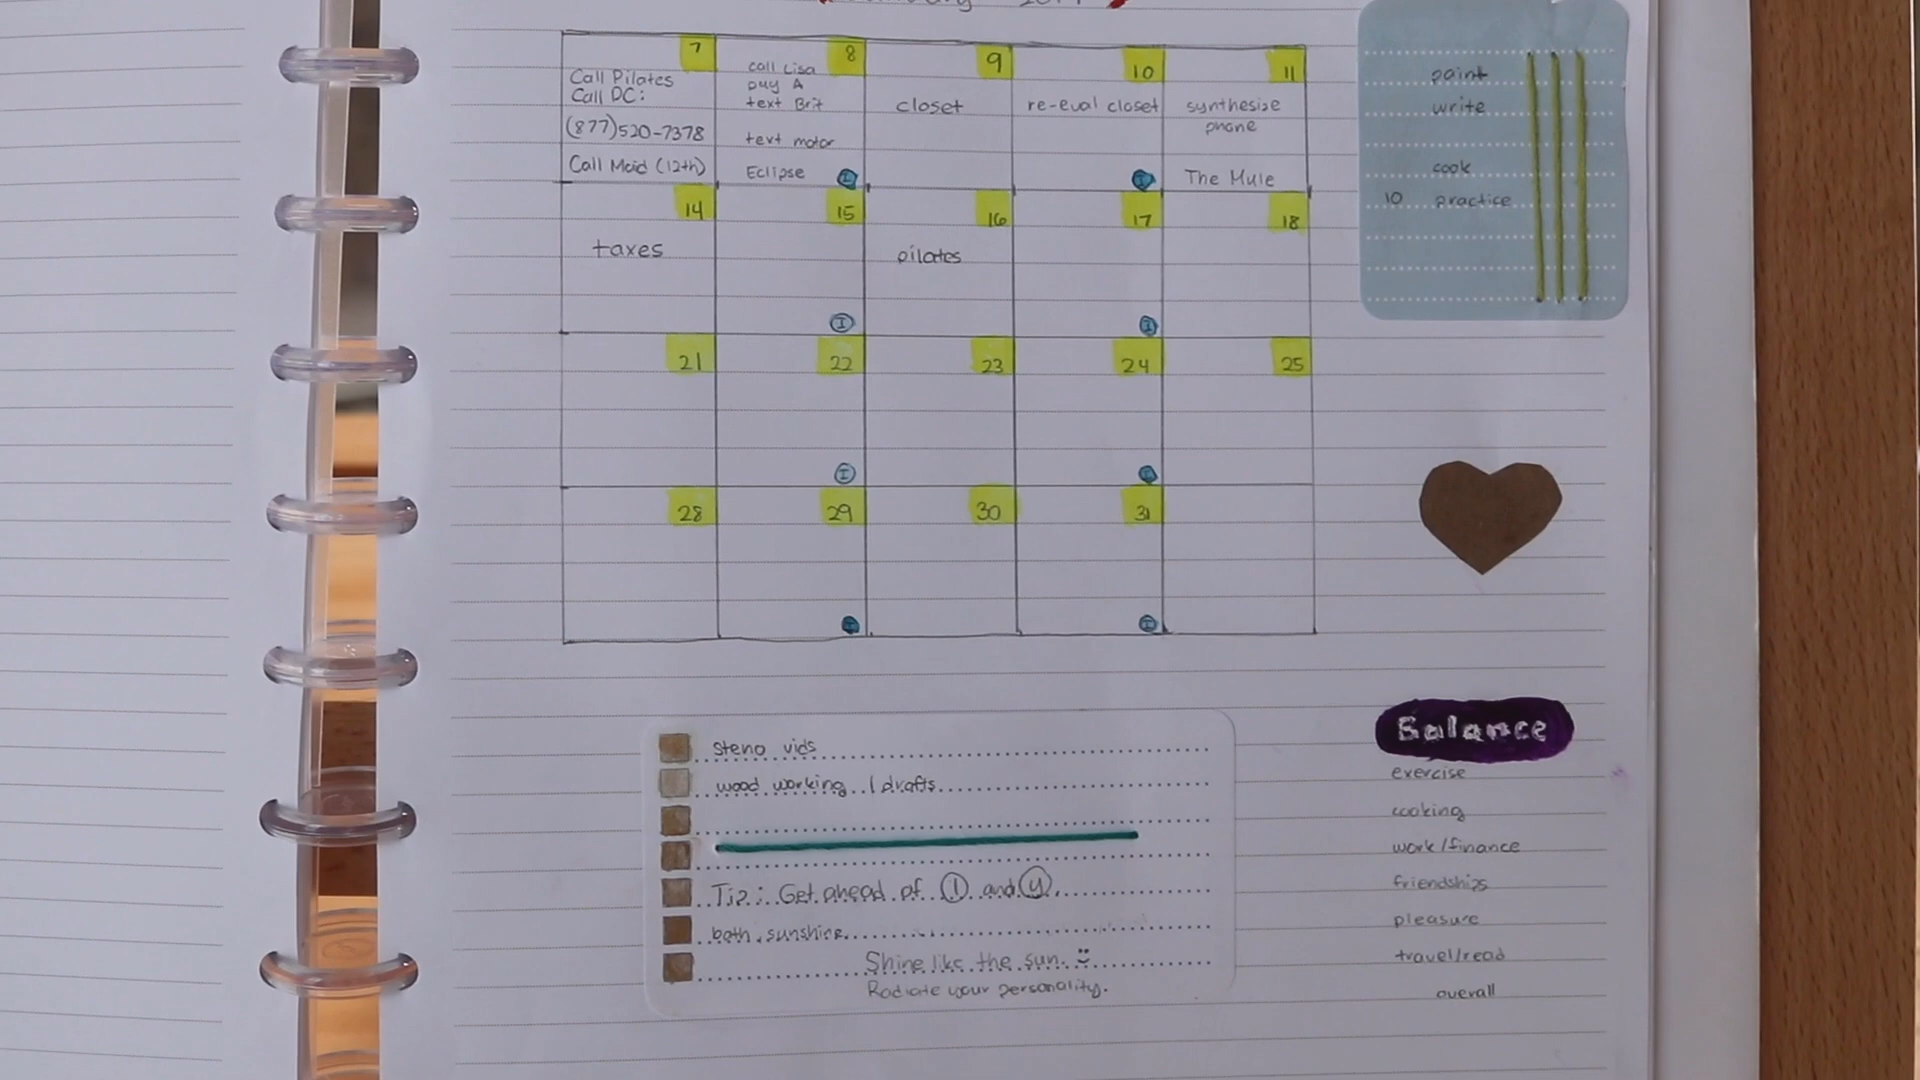 7
Call Pilates
Call DC:
(877)520-7378
Call Maid (12th)
8
call Lisa
pay A
text Brit
text motor
Eclipse
I
9
closet
10
re-eval closet
I
11
synthesize
phone
The Mule
14
taxes
15
I
16
pilates
17
I
18
21
22
I
23
24
I
25
28
29
I
30
31
I
paint
write
cook
10 practice
steno vids
wood working / drafts
Tip: Get ahead of I and y.
bath, sunshine
Shine like the sun.
Radiate your personality.
Balance
exercise
cooking
work/finance
friendships
pleasure
travel/read
overall